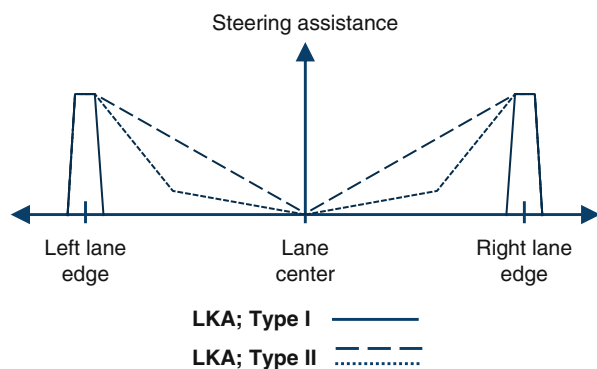 Steering assistance
Left lane
edge
Lane
center
Right lane
edge
LKA; Type I
LKA; Type II